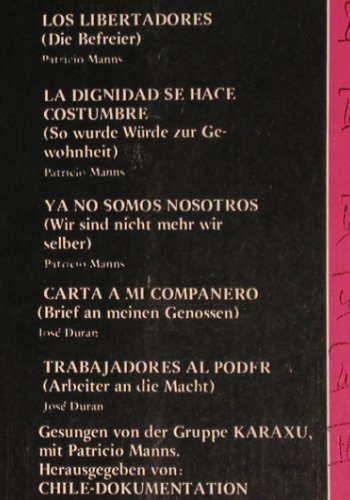 LOS LIBERTADORES
(Die Befreier)
Patricio Manns
LA DIGNIDAD SE HACE
COSTUMBRE
(So wurde Würde zur Ge-
wohnheit)
Patricio Manns
YA NO SOMOS NOSOTROS
(Wir sind nicht mehr wir
selber)
Patricio Manns
CARTA A MI COMPANERO
(Brief an meinen Genossen)
José Duran
TRABAJADORES AL PODER
(Arbeiter an die Macht)
José Duran
Gesungen von der Gruppe KARAXU,
mit Patricio Manns.
Herausgegeben von:
CHILE-DOKUMENTATION